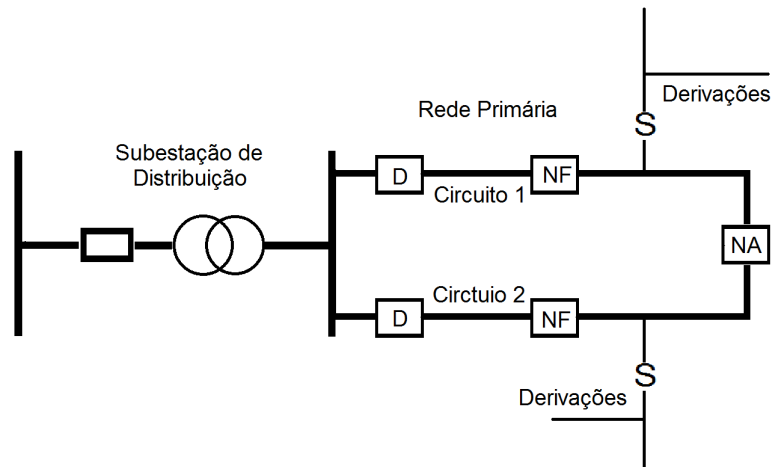 Derivações
Rede Primária
S
Subestação de
Distribuição
D
NF
Circuito 1
NA
Circtuio 2
D
NF
S
Derivações